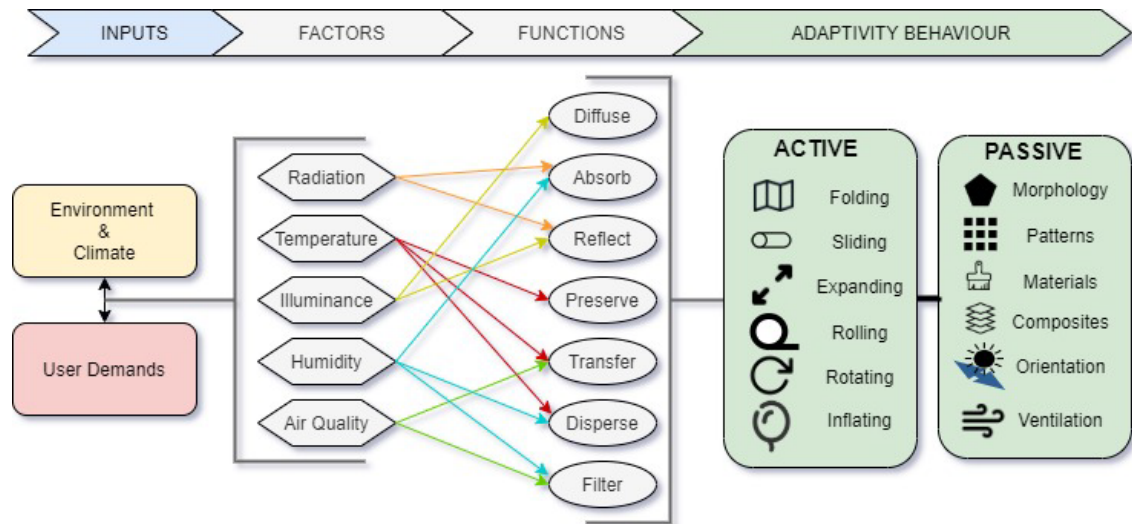 INPUTS
FACTORS
FUNCTIONS
ADAPTIVITY BEHAVIOUR
Environment
&
Climate
User Demands
Radiation
Temperature
Illuminance
Humidity
Air Quality
Diffuse
Absorb
Reflect
Preserve
Transfer
Disperse
Filter
ACTIVE
Folding
Sliding
Expanding
Rolling
Rotating
Inflating
PASSIVE
Morphology
Patterns
Materials
Composites
Orientation
Ventilation